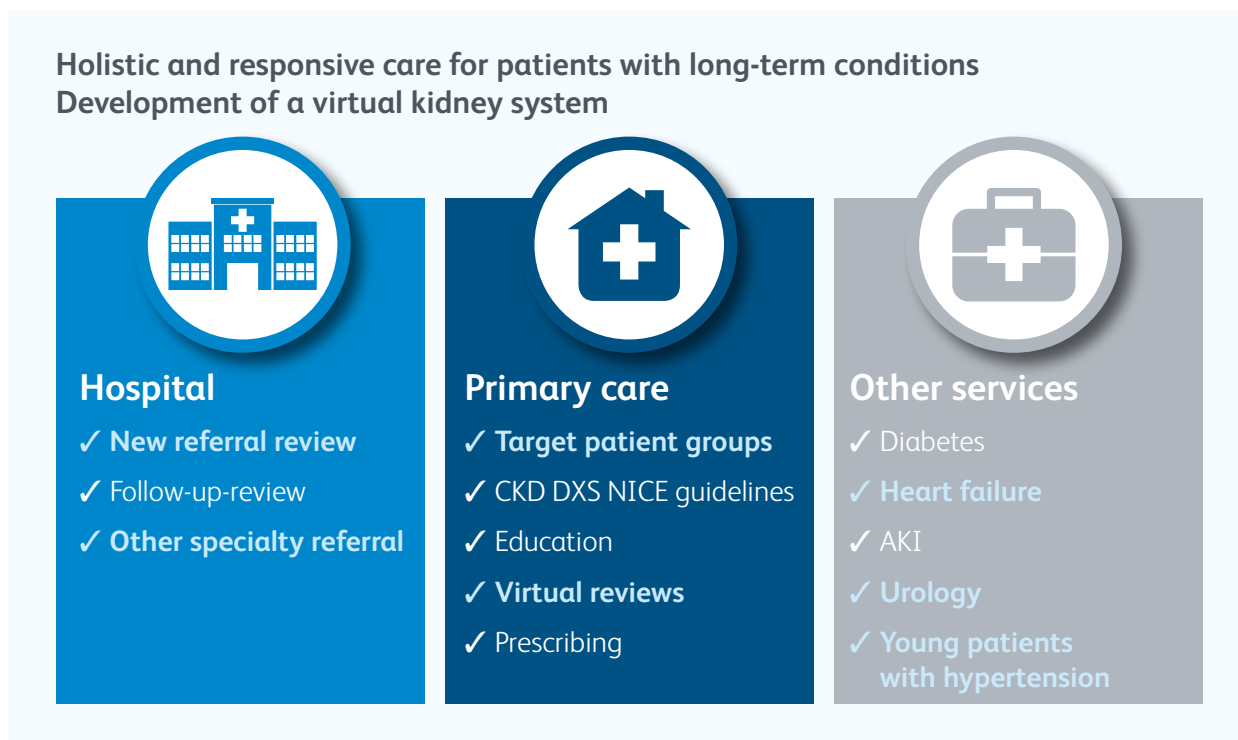 Holistic and responsive care for patients with long-term conditions
Development of a virtual kidney system
Hospital
✓ New referral review
✓ Follow-up-review
✓ Other specialty referral
Primary care
✓ Target patient groups
✓ CKD DXS NICE guidelines
✓ Education
✓ Virtual reviews
✓ Prescribing
Other services
✓ Diabetes
✓ Heart failure
✓ AKI
✓ Urology
✓ Young patients
with hypertension